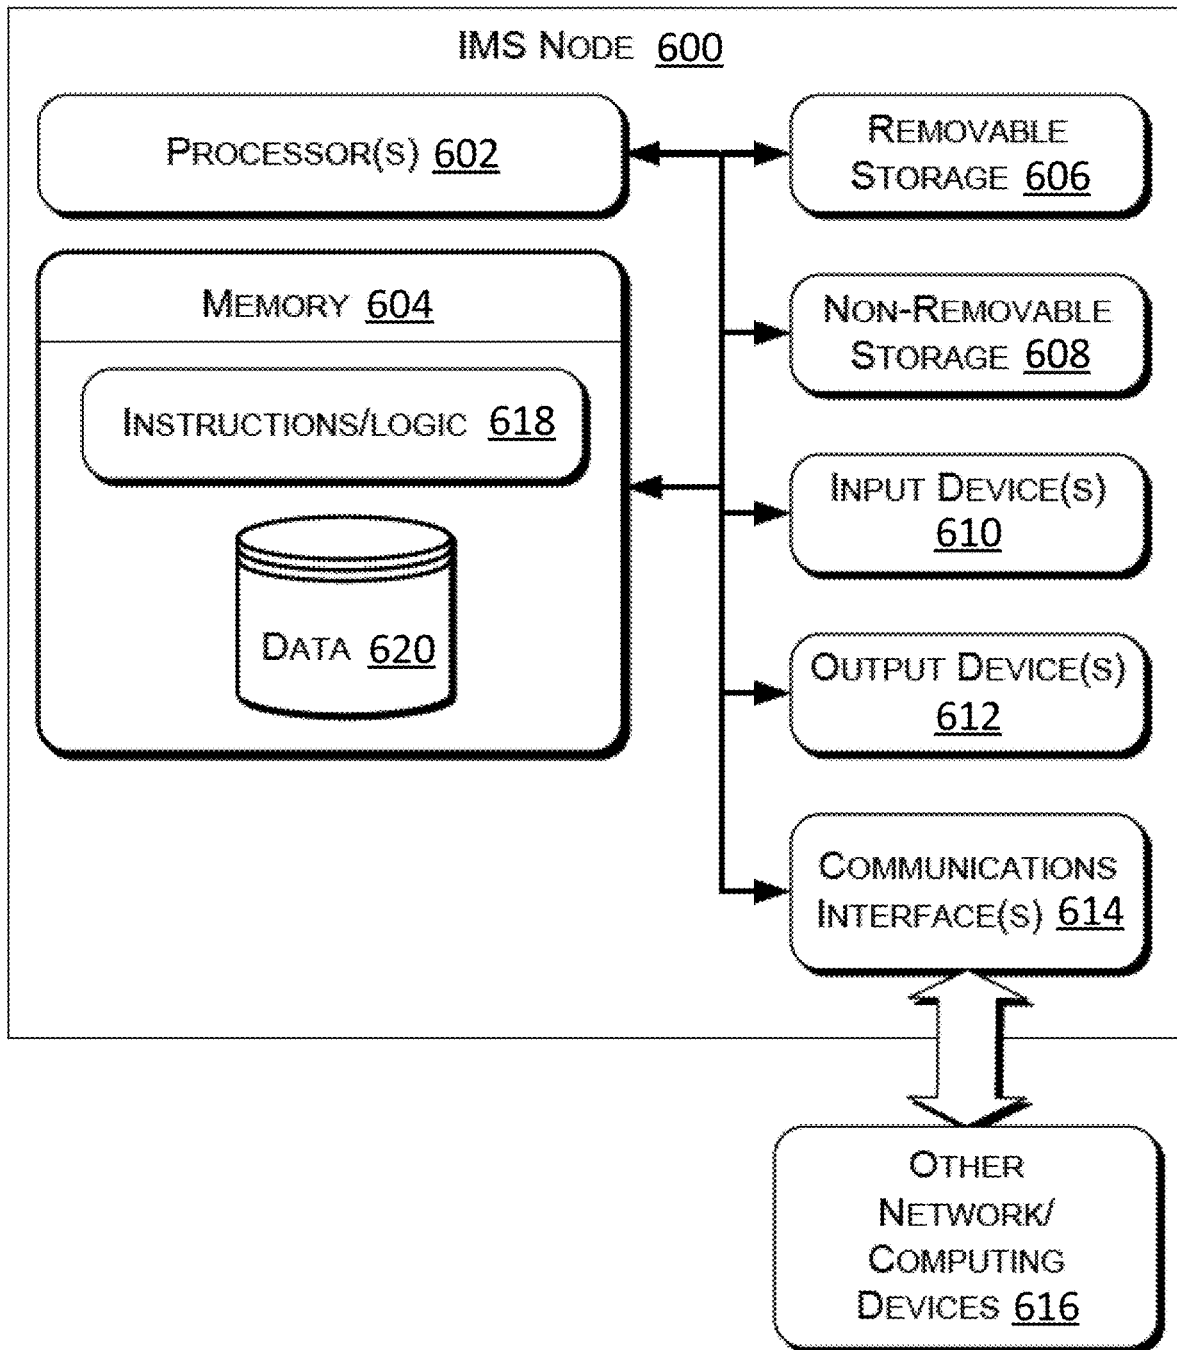 IMS NODE 600
PROCESSOR(S) 602
MEMORY 604
INSTRUCTIONS/LOGIC 618
DATA 620
REMOVABLE
STORAGE 606
NON-REMOVABLE
STORAGE 608
INPUT DEVICE(S)
610
OUTPUT DEVICE(S)
612
COMMUNICATIONS
INTERFACE(S) 614
OTHER
NETWORK/
COMPUTING
DEVICES 616